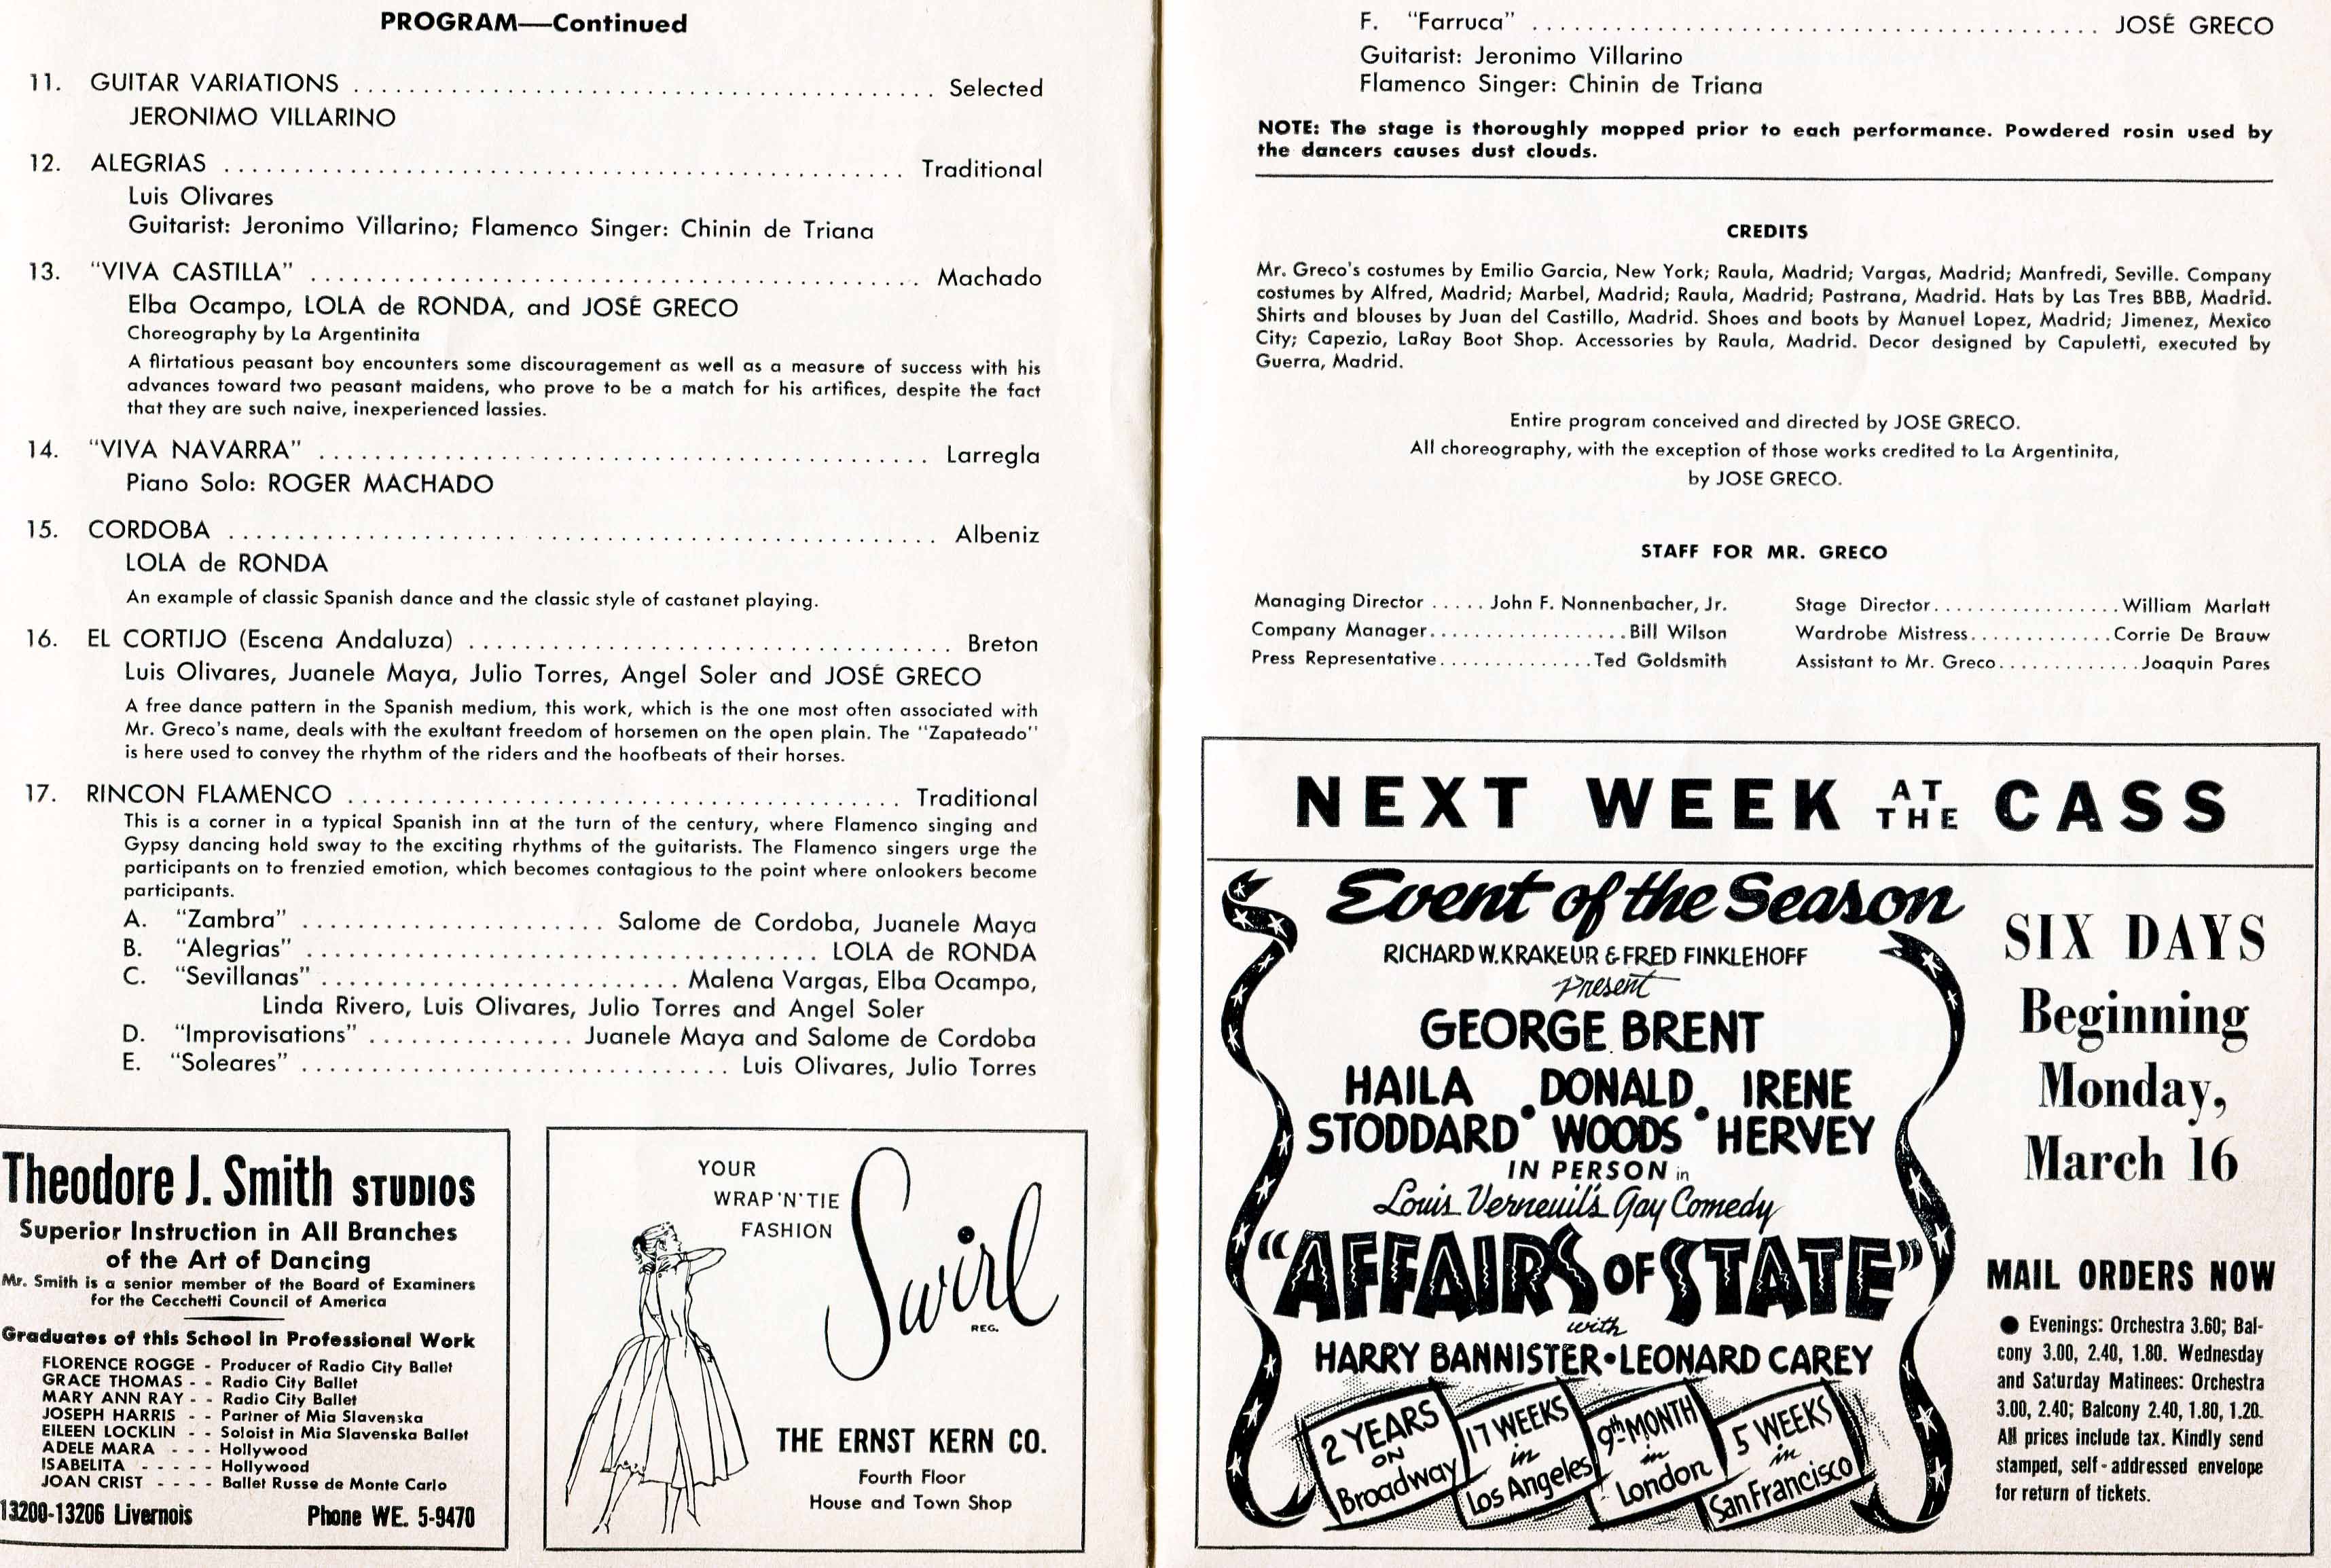 PROGRAM—Continued
11. GUITAR VARIATIONS ........................................ Selected
JERONIMO VILLARINO
12. ALEGRIAS ........................................ Traditional
Luis Olivares
Guitarist: Jeronimo Villarino; Flamenco Singer: Chinin de Triana
13. "VIVA CASTILLA" ........................................ Machado
Elba Ocampo, LOLA de RONDA, and JOSÉ GRECO
Choreography by La Argentinita
A flirtatious peasant boy encounters some discouragement as well as a measure of success with his
advances toward two peasant maidens, who prove to be a match for his artifices, despite the fact
that they are such naive, inexperienced lassies.
14. "VIVA NAVARRA" ........................................ Larregla
Piano Solo: ROGER MACHADO
15. CORDOBA ........................................ Albeniz
LOLA de RONDA
An example of classic Spanish dance and the classic style of castanet playing.
16. EL CORTIJO (Escena Andaluza) ................................ Breton
Luis Olivares, Juanele Maya, Julio Torres, Angel Soler and JOSÉ GRECO
A free dance pattern in the Spanish medium, this work, which is the one most often associated with
Mr. Greco's name, deals with the exultant freedom of horsemen on the open plain. The "Zapateado"
is here used to convey the rhythm of the riders and the hoofbeats of their horses.
17. RINCON FLAMENCO ........................................ Traditional
This is a corner in a typical Spanish inn at the turn of the century, where Flamenco singing and
Gypsy dancing hold sway to the exciting rhythms of the guitarists. The Flamenco singers urge the
participants on to frenzied emotion, which becomes contagious to the point where onlookers become
participants.
A. "Zambra" ...................... Salome de Cordoba, Juanele Maya
B. "Alegrias" ..................................... LOLA de RONDA
C. "Sevillanas" .......................... Malena Vargas, Elba Ocampo,
Linda Rivero, Luis Olivares, Julio Torres and Angel Soler
D. "Improvisations" ............... Juanele Maya and Salome de Cordoba
E. "Soleares" ............................... Luis Olivares, Julio Torres
Theodore J. Smith STUDIOS
Superior Instruction in All Branches
of the Art of Dancing
Mr. Smith is a senior member of the Board of Examiners
for the Cecchetti Council of America
Graduates of this School in Professional Work
FLORENCE ROGGE - Producer of Radio City Ballet
GRACE THOMAS - - Radio City Ballet
MARY ANN RAY - - Radio City Ballet
JOSEPH HARRIS - - Partner of Mia Slavenska
EILEEN LOCKLIN - - Soloist in Mia Slavenska Ballet
ADELE MARA - - - Hollywood
ISABELITA - - - - - Hollywood
JOAN CRIST - - - - Ballet Russe de Monte Carlo
13200-13206 Livernois Phone WE. 5-9470
YOUR
WRAP'N'TIE
FASHION
Swirl
REG.
THE ERNST KERN CO.
Fourth Floor
House and Town Shop
F. "Farruca" ........................................ JOSÉ GRECO
Guitarist: Jeronimo Villarino
Flamenco Singer: Chinin de Triana
NOTE: The stage is thoroughly mopped prior to each performance. Powdered rosin used by
the dancers causes dust clouds.
CREDITS
Mr. Greco's costumes by Emilio Garcia, New York; Raula, Madrid; Vargas, Madrid; Manfredi, Seville. Company
costumes by Alfred, Madrid; Marbel, Madrid; Raula, Madrid; Pastrana, Madrid. Hats by Las Tres BBB, Madrid.
Shirts and blouses by Juan del Castillo, Madrid. Shoes and boots by Manuel Lopez, Madrid; Jimenez, Mexico
City; Capezio, LaRay Boot Shop. Accessories by Raula, Madrid. Decor designed by Capuletti, executed by
Guerra, Madrid.
Entire program conceived and directed by JOSE GRECO.
All choreography, with the exception of those works credited to La Argentinita,
by JOSE GRECO.
STAFF FOR MR. GRECO
Managing Director ..... John F. Nonnenbacher, Jr.
Company Manager.................. Bill Wilson
Press Representative.............. Ted Goldsmith
Stage Director................. William Marlatt
Wardrobe Mistress............. Corrie De Brauw
Assistant to Mr. Greco............ Joaquin Pares
NEXT WEEK AT THE CASS
Event of the Season
RICHARD W. KRAKEUR & FRED FINKLEHOFF
Present
GEORGE BRENT
HAILA DONALD IRENE
STODDARD • WOODS • HERVEY
IN PERSON in
Louis Verneuil's Gay Comedy
"AFFAIRS OF STATE"
with
HARRY BANNISTER • LEONARD CAREY
2 YEARS
ON
Broadway
17 WEEKS
in
Los Angeles
9th MONTH
in
London
5 WEEKS
in
San Francisco
SIX DAYS
Beginning
Monday,
March 16
MAIL ORDERS NOW
● Evenings: Orchestra 3.60; Bal-
cony 3.00, 2.40, 1.80. Wednesday
and Saturday Matinees: Orchestra
3.00, 2.40; Balcony 2.40, 1.80, 1.20.
All prices include tax. Kindly send
stamped, self-addressed envelope
for return of tickets.